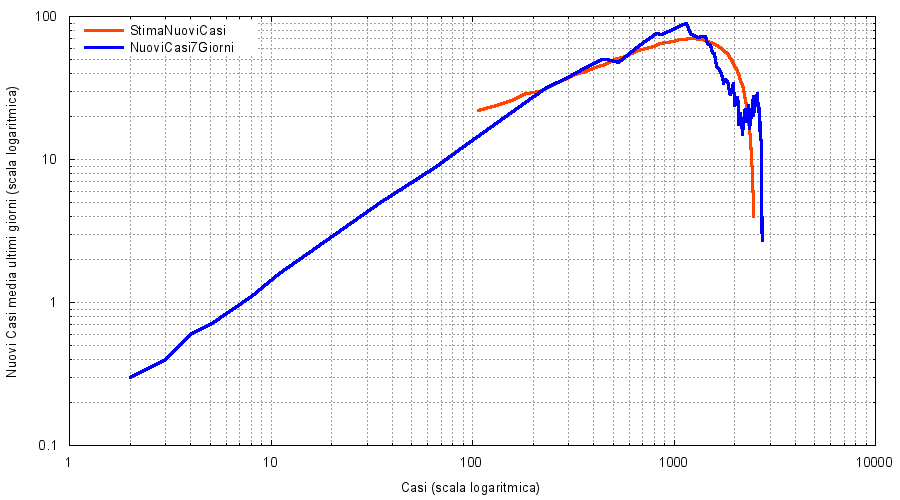 100
StimaNuoviCasi
NuoviCasi7Giorni
10
1
0.1
Nuovi Casi media ultimi giorni (scala logaritmica)
1 10 100 1000 10000
Casi (scala logaritmica)